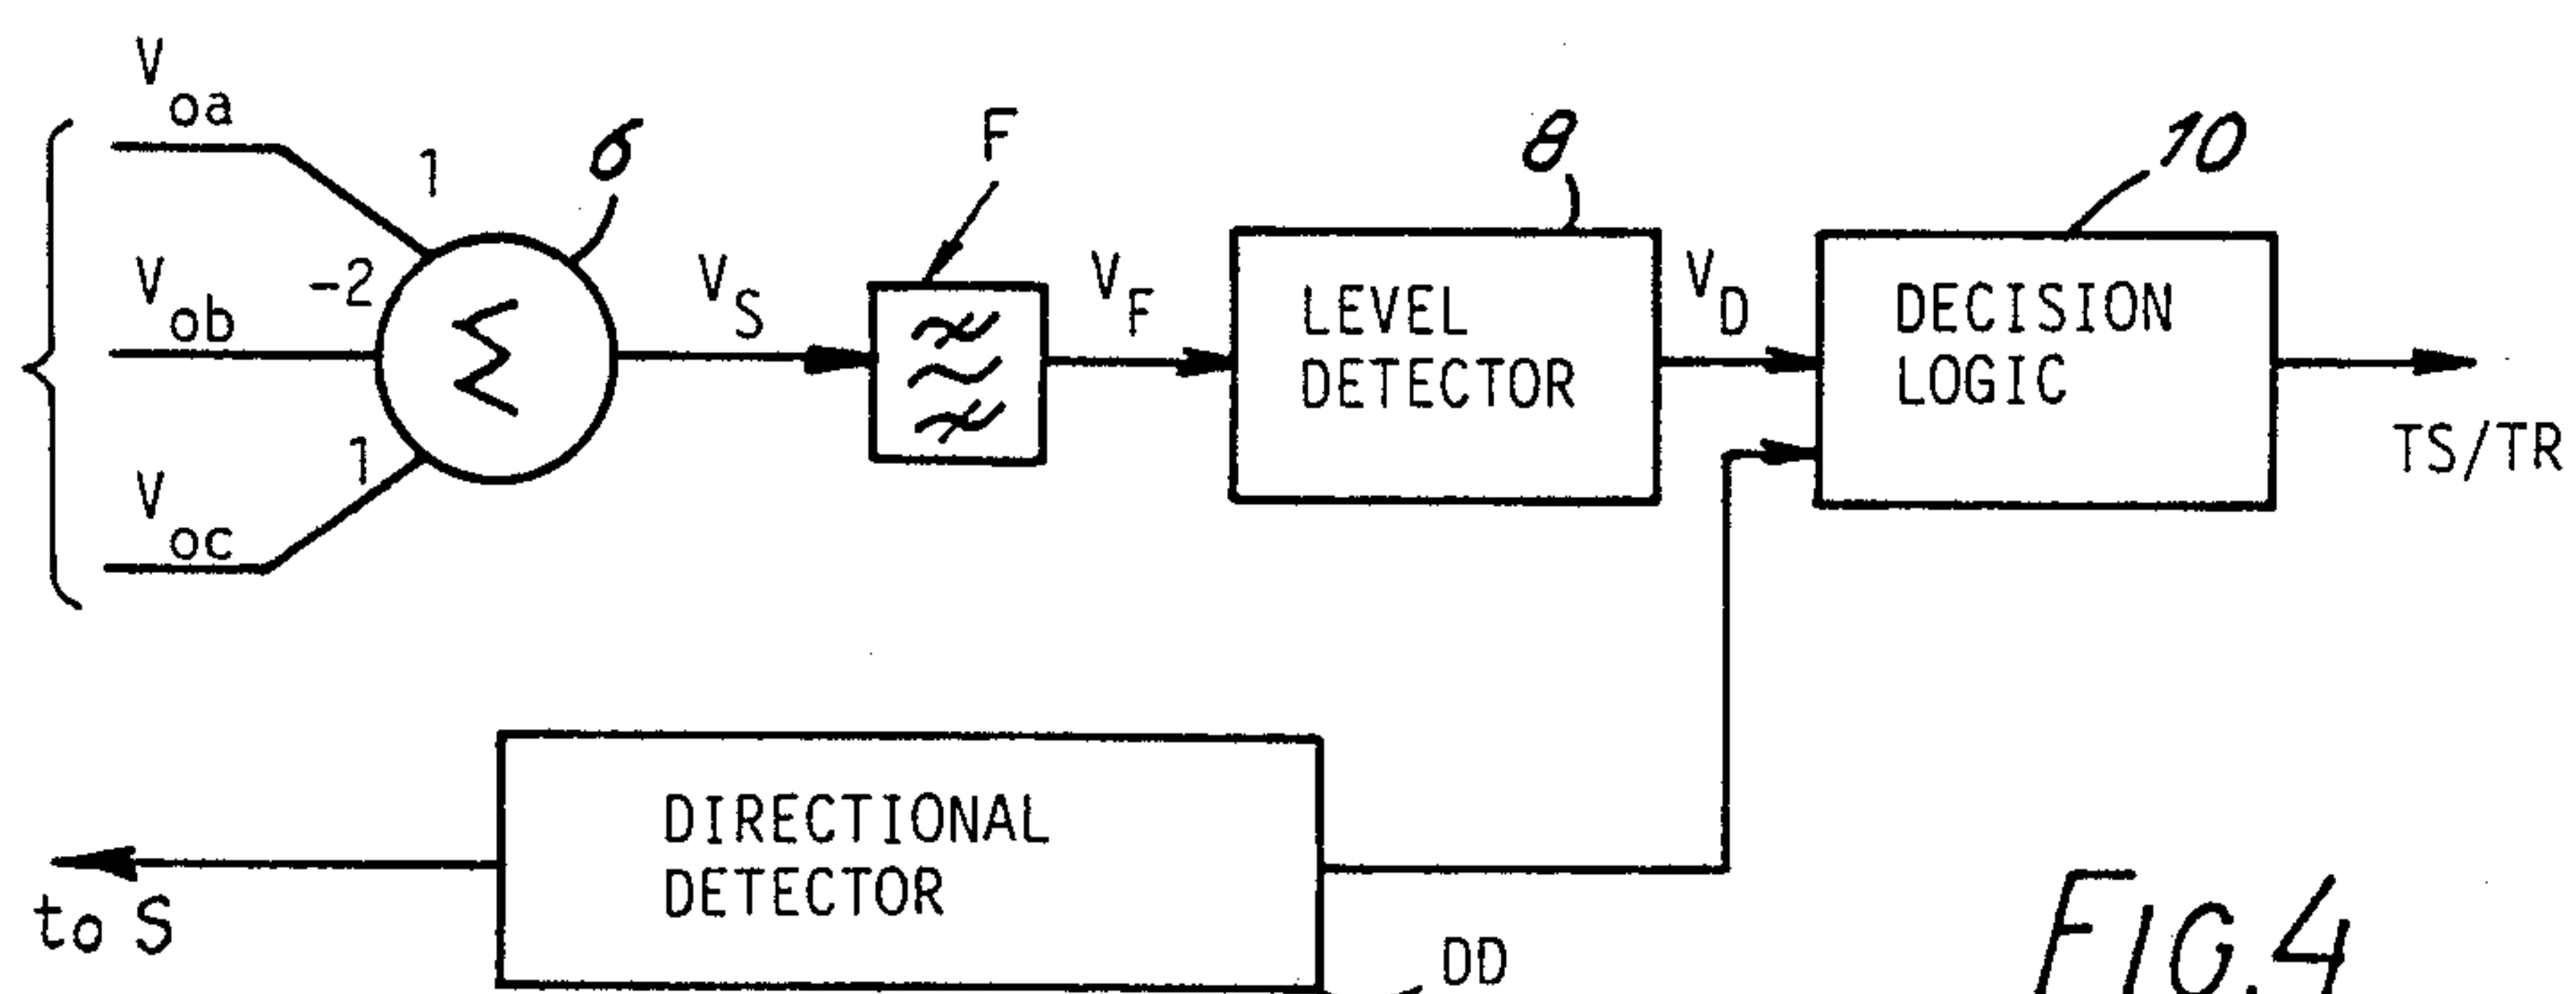 V oa
1
6
F
8
10
V ob
-2
V S
V F
LEVEL
DETECTOR
V D
DECISION
LOGIC
Σ
V oc
1
TS/TR
DIRECTIONAL
DETECTOR
to S
DD
FIG.4